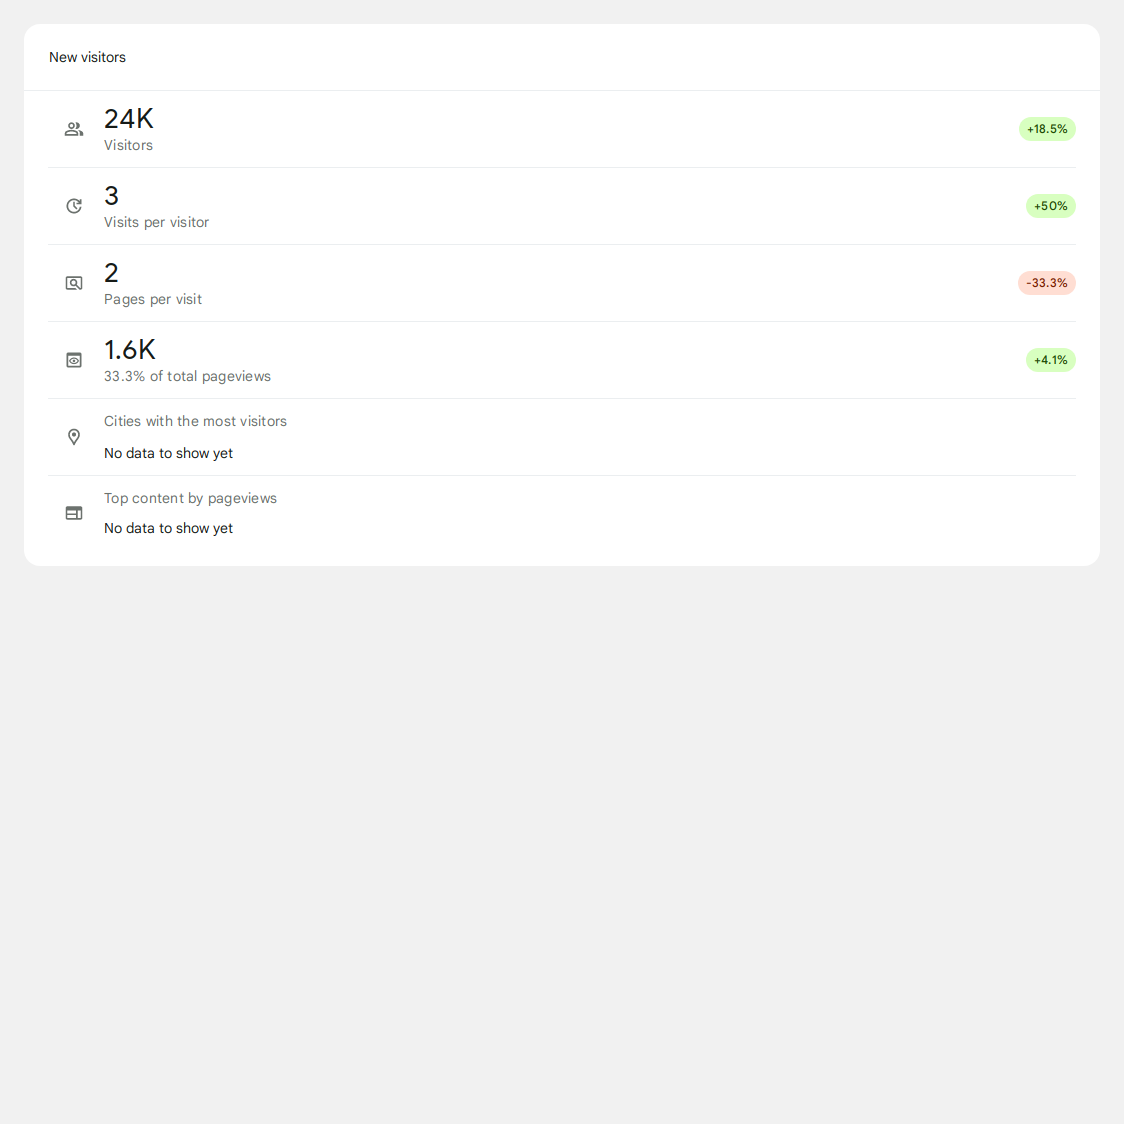 New visitors
24K
Visitors
+18.5%
3
Visits per visitor
+50%
2
Pages per visit
-33.3%
1.6K
33.3% of total pageviews
+4.1%
Cities with the most visitors
No data to show yet
Top content by pageviews
No data to show yet